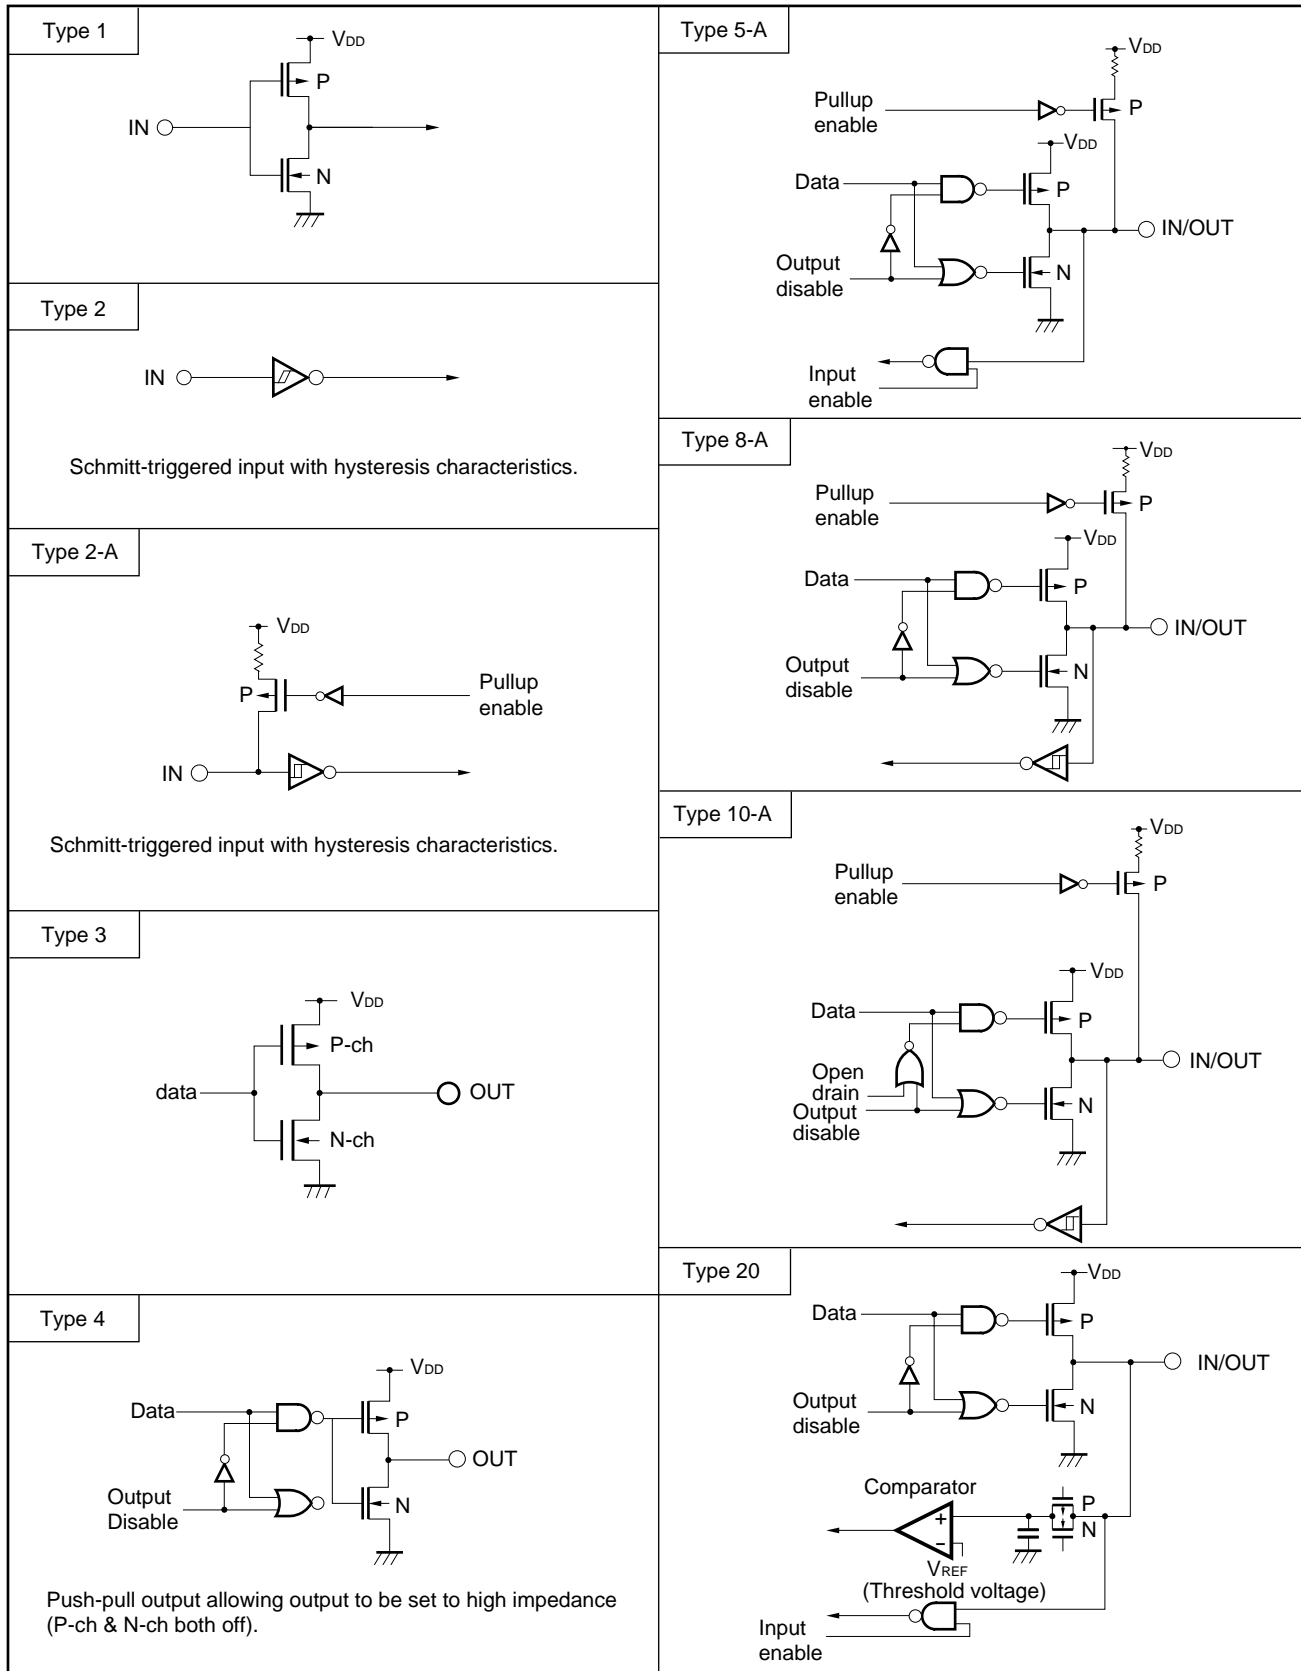 Type 1
VDD
P
IN
N
Type 2
IN
Schmitt-triggered input with hysteresis characteristics.
Type 2-A
VDD
P
Pullup
enable
IN
Schmitt-triggered input with hysteresis characteristics.
Type 3
VDD
P-ch
data
OUT
N-ch
Type 4
VDD
Data
P
OUT
Output
Disable
N
Push-pull output allowing output to be set to high impedance
(P-ch & N-ch both off).
Type 5-A
VDD
Pullup
enable
P
VDD
Data
P
IN/OUT
Output
disable
N
Input
enable
Type 8-A
VDD
Pullup
enable
P
VDD
Data
P
IN/OUT
Output
disable
N
Type 10-A
VDD
Pullup
enable
P
VDD
Data
P
IN/OUT
Open
drain
Output
disable
N
Type 20
VDD
Data
P
IN/OUT
Output
disable
N
Comparator
P
N
+
−
VREF
(Threshold voltage)
Input
enable